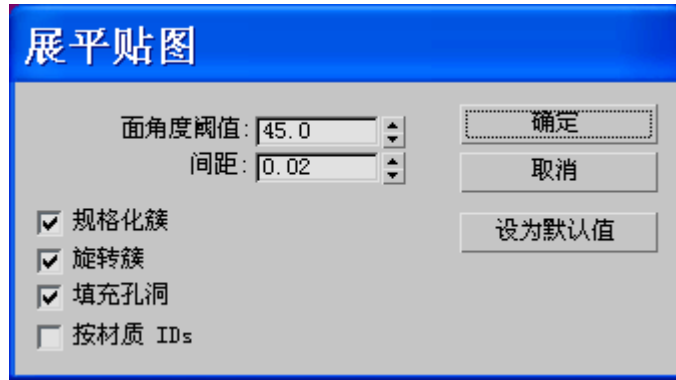 展平贴图
面角度阈值: 45.0
间距: 0.02
确定
取消
设为默认值
规格化簇
旋转簇
填充孔洞
按材质 IDs